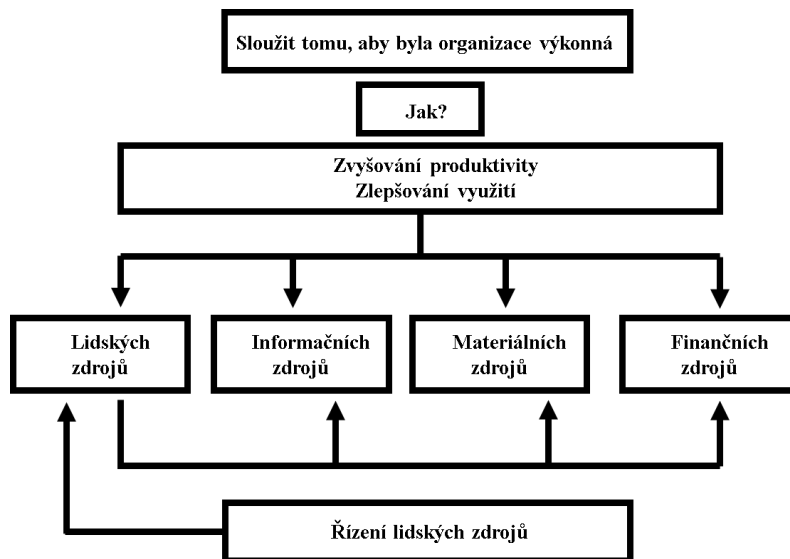 Sloužit tomu, aby byla organizace výkonná
Jak?
Zvyšování produktivity
Zlepšování využití
Lidských
zdrojů
Informačních
zdrojů
Materiálních
zdrojů
Finančních
zdrojů
Řízení lidských zdrojů